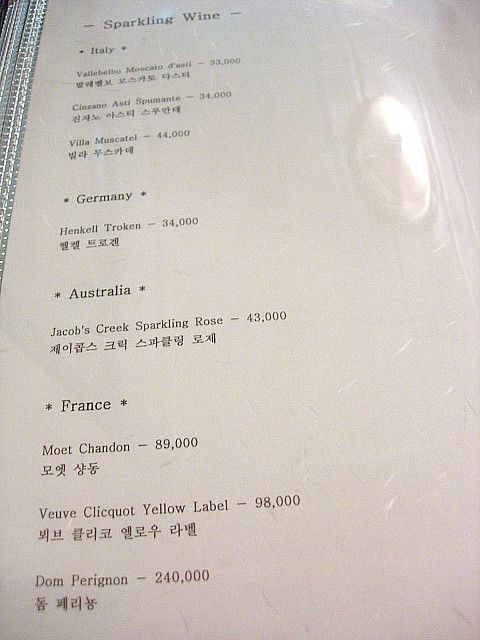 — Sparkling Wine —
* Italy *
Vallebelbo Moscato d'asti — 33,000
발레벨보 모스카토 다스티
Cinzano Asti Spumante — 34,000
친자노 아스티 스푸만테
Villa Muscatel — 44,000
빌라 무스카텔
* Germany *
Henkell Troken — 34,000
헨켈 트로켄
* Australia *
Jacob's Creek Sparkling Rose — 43,000
제이콥스 크릭 스파클링 로제
* France *
Moet Chandon — 89,000
모엣 샹동
Veuve Clicquot Yellow Label — 98,000
뵈브 클리코 옐로우 라벨
Dom Perignon — 240,000
돔 페리뇽